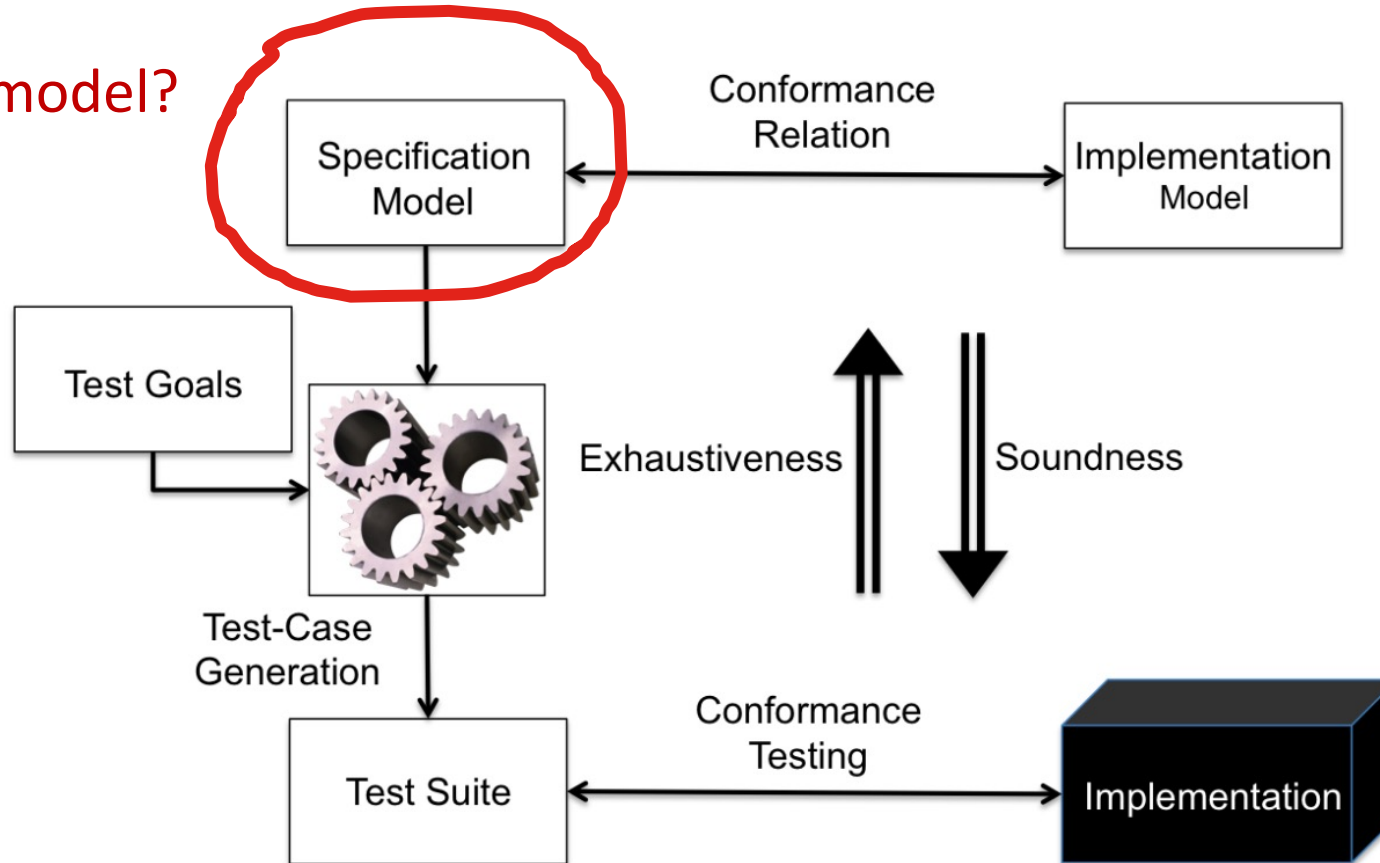 model?
Specification
Model
Conformance
Relation
Implementation
Model
Test Goals
Exhaustiveness
Soundness
Test-Case
Generation
Conformance
Testing
Test Suite
Implementation